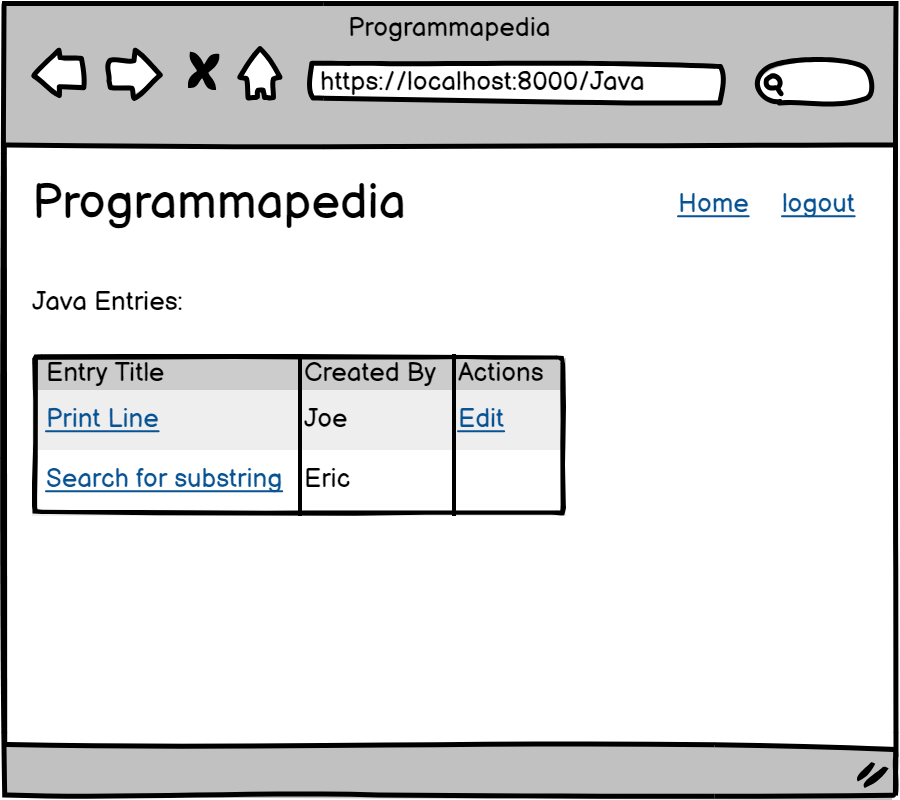 Programmapedia
https://localhost:8000/Java
Programmapedia
Home logout
Java Entries:
Entry Title Created By Actions
Print Line Joe Edit
Search for substring Eric